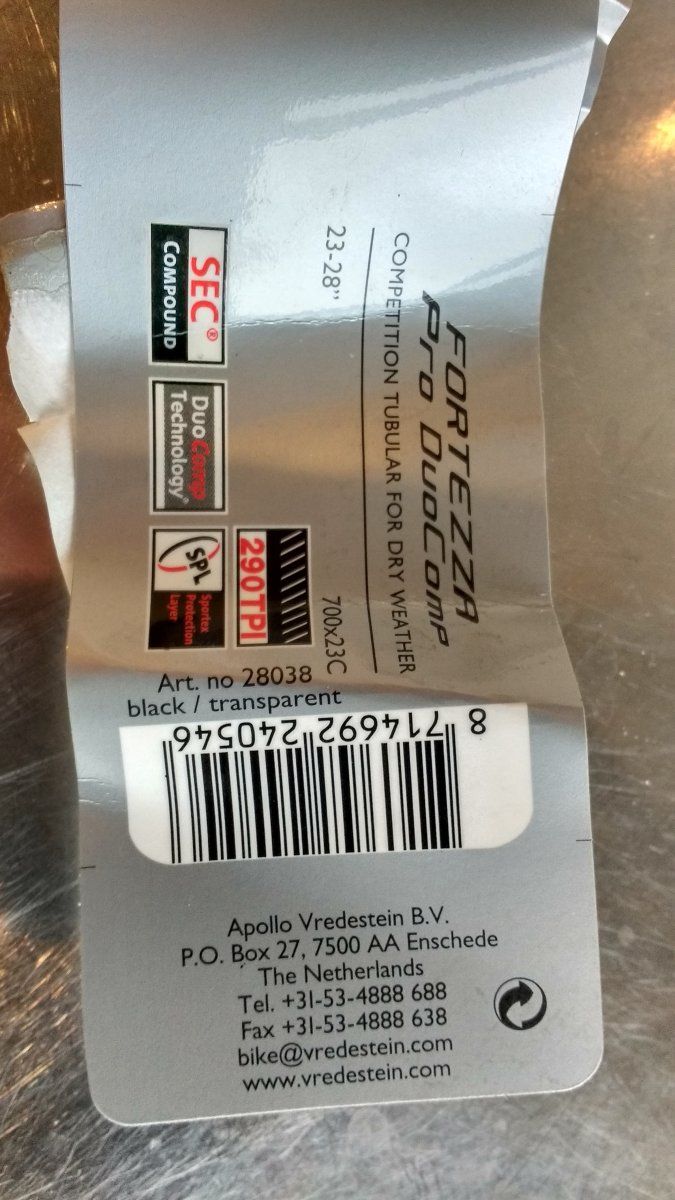 FORTEZZA
Pro DuoComp
COMPETITION TUBULAR FOR DRY WEATHER
23-28" 700x23C
290TPI
SEC®
COMPOUND
DuoComp
Technology®
SPL
Sportex
Protection
Layer
Art. no 28038
black / transparent
8 714692 240546
Apollo Vredestein B.V.
P.O. Box 27, 7500 AA Enschede
The Netherlands
Tel. +31-53-4888 688
Fax +31-53-4888 638
bike@vredestein.com
www.vredestein.com